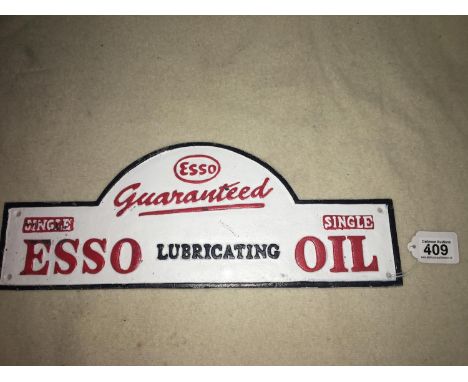 Esso
Guaranteed
SINGLE SINGLE
ESSO LUBRICATING OIL
409